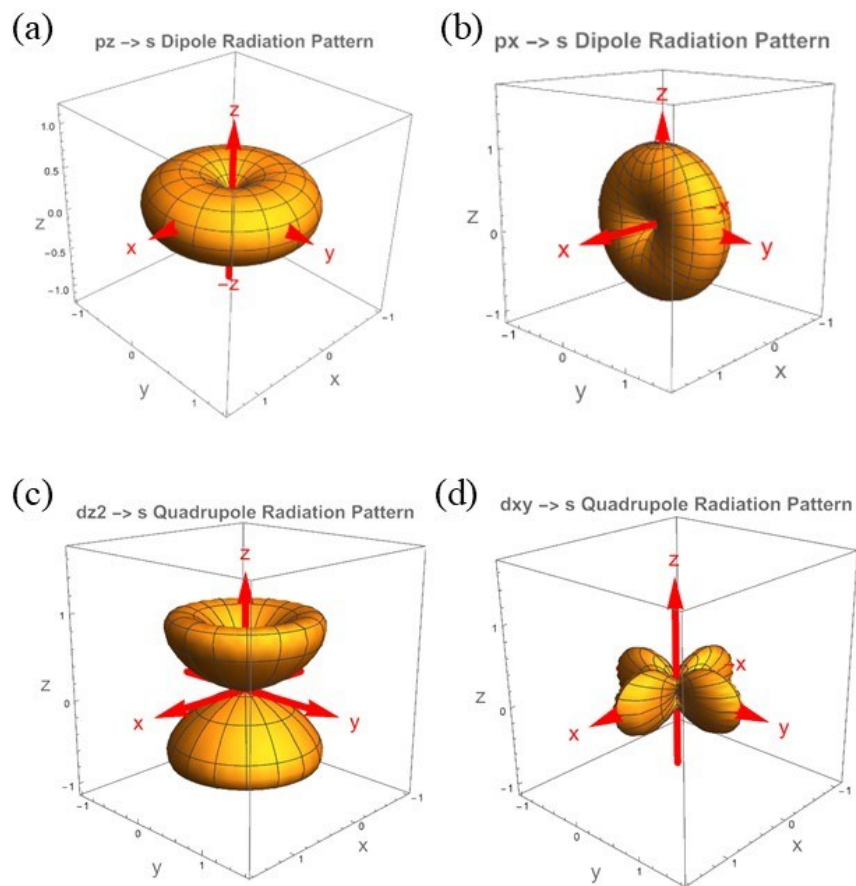 (a)
pz -> s Dipole Radiation Pattern
z
1.0
0.5
0.0
-0.5
-1.0
z
x
y
-z
-1
0
1
y
-1
0
1
x
(b)
px -> s Dipole Radiation Pattern
z
1
0
-1
z
-x
x
y
-1
0
1
y
-1
0
1
x
(c)
dz2 -> s Quadrupole Radiation Pattern
z
1
0
-1
z
x
y
-1
0
1
y
-1
0
1
x
(d)
dxy -> s Quadrupole Radiation Pattern
z
1
0
-1
z
-x
x
y
-1
0
1
y
-1
0
1
x